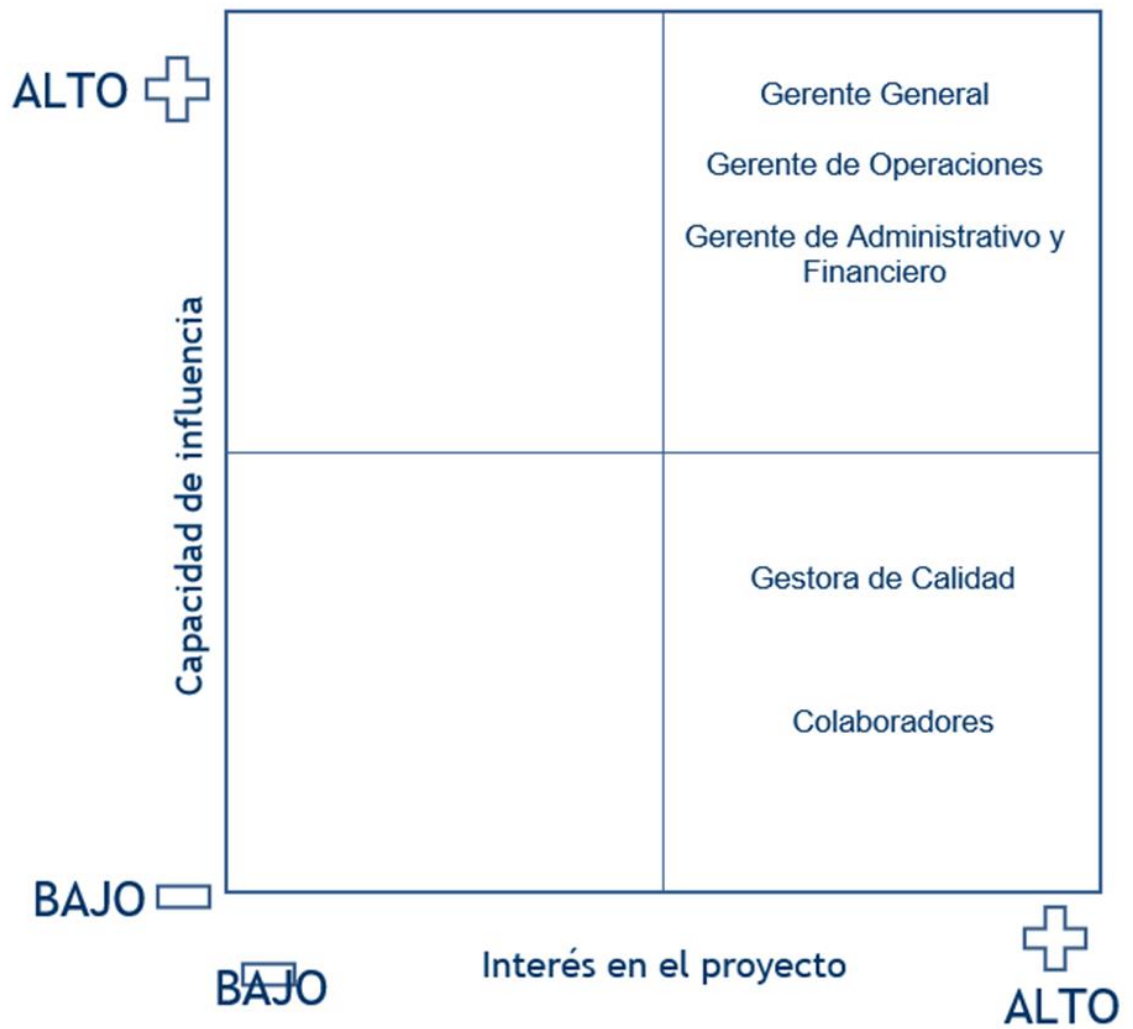 ALTO
Gerente General
Gerente de Operaciones
Gerente de Administrativo y
Financiero
Capacidad de influencia
Gestora de Calidad
Colaboradores
BAJO
BAJO
Interés en el proyecto
ALTO